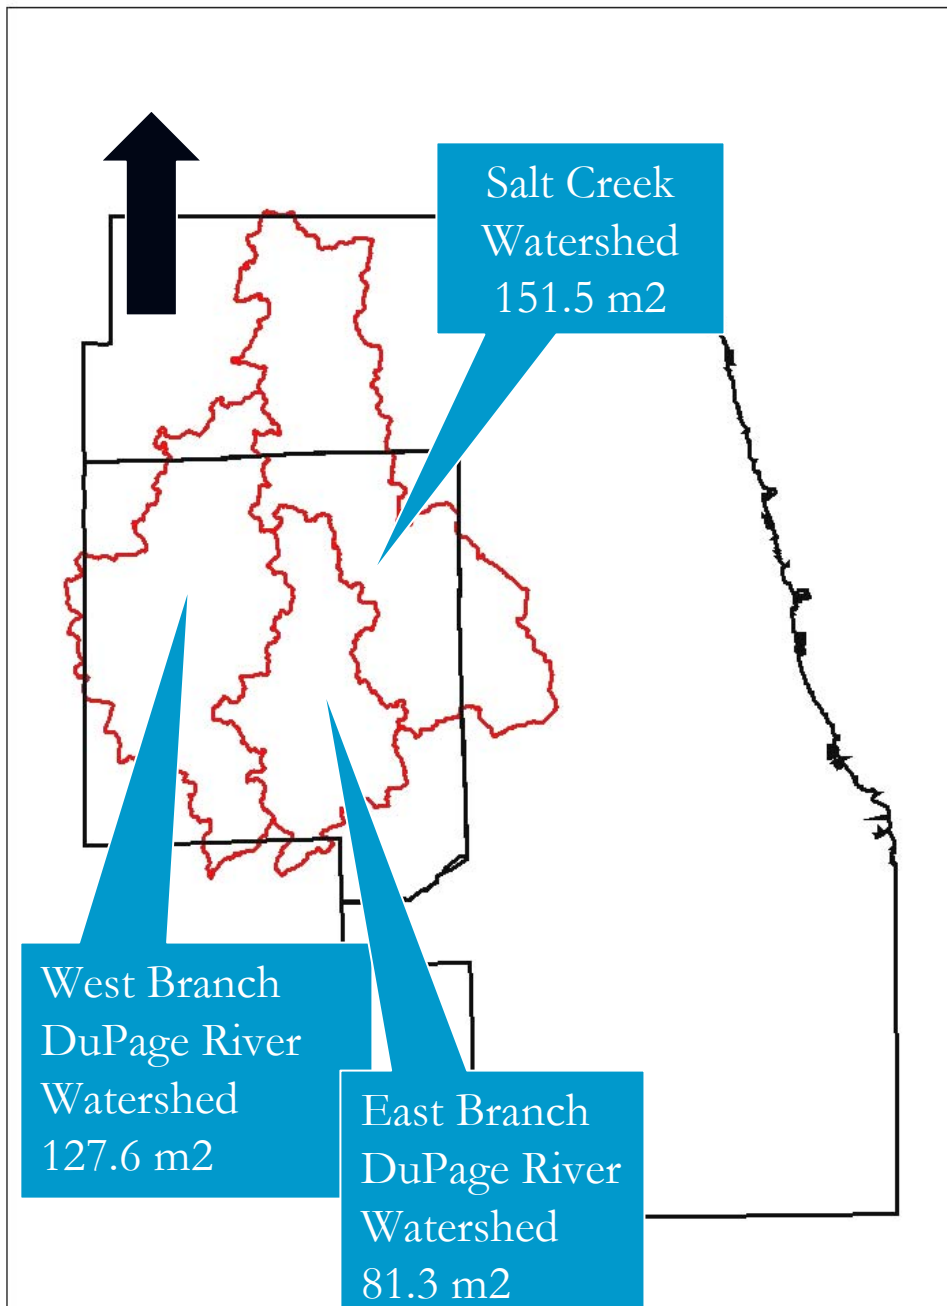 Salt Creek
Watershed
151.5 m2
West Branch
DuPage River
Watershed
127.6 m2
East Branch
DuPage River
Watershed
81.3 m2